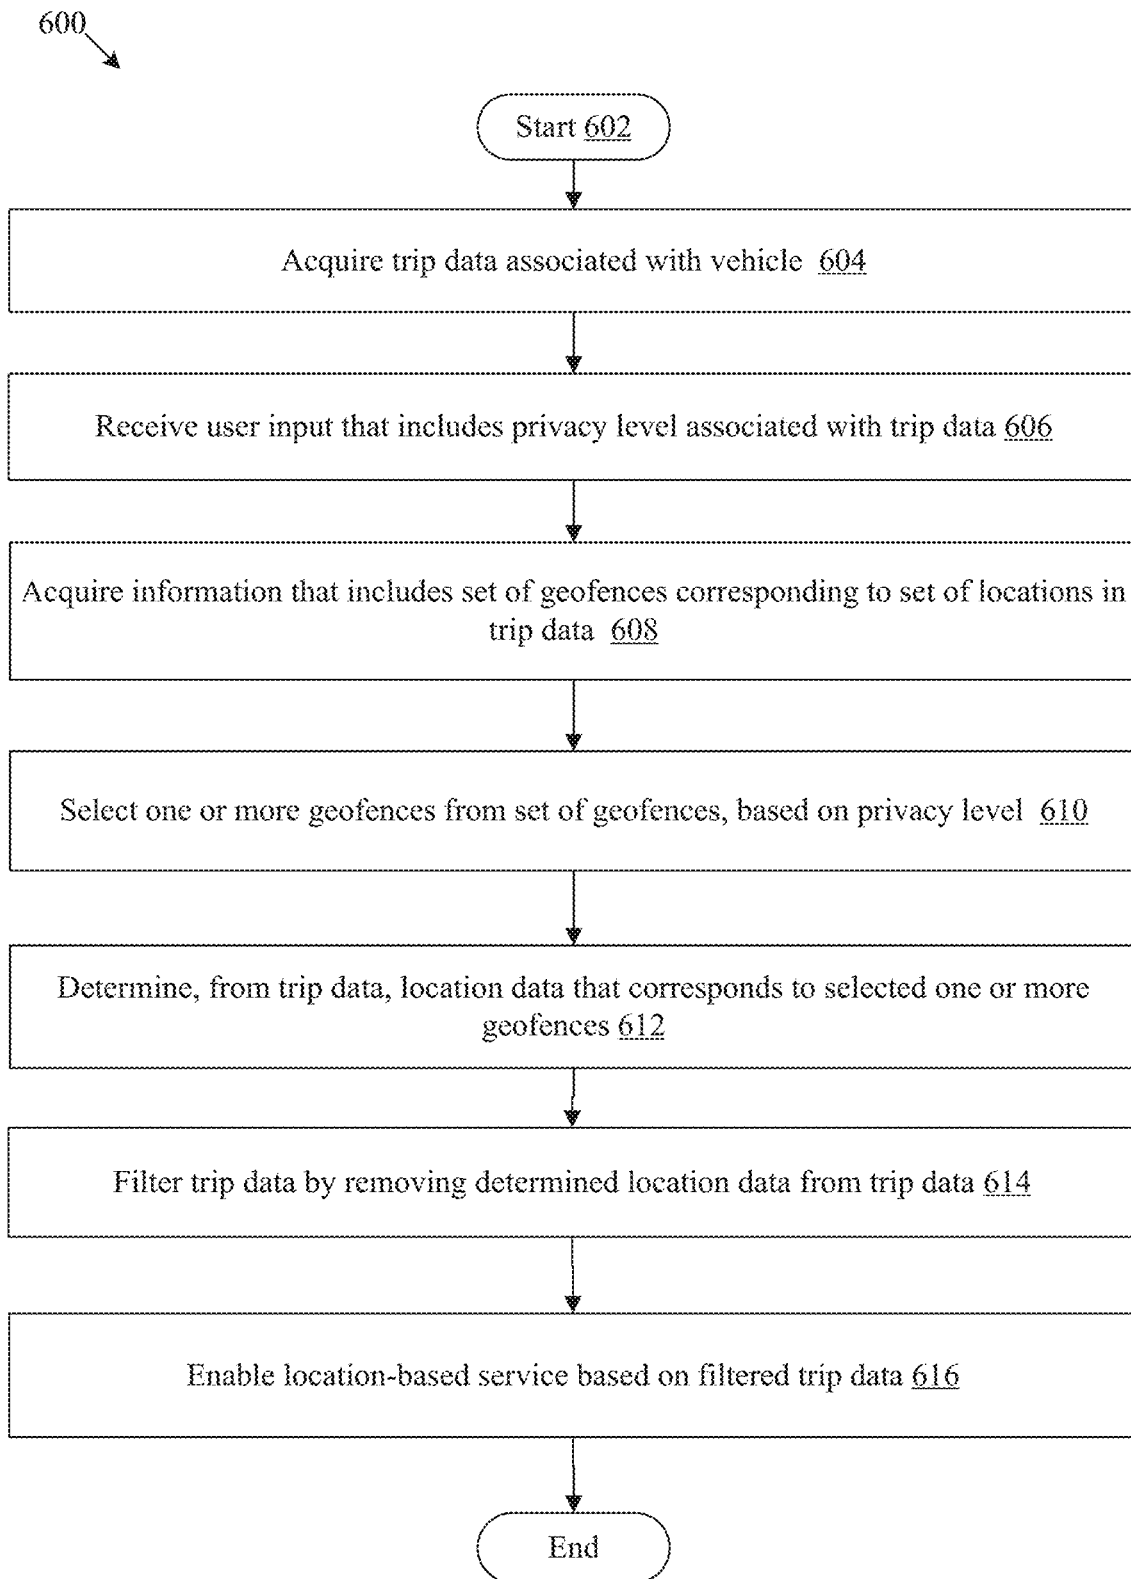 600
Start 602
Acquire trip data associated with vehicle 604
Receive user input that includes privacy level associated with trip data 606
Acquire information that includes set of geofences corresponding to set of locations in
trip data 608
Select one or more geofences from set of geofences, based on privacy level 610
Determine, from trip data, location data that corresponds to selected one or more
geofences 612
Filter trip data by removing determined location data from trip data 614
Enable location-based service based on filtered trip data 616
End